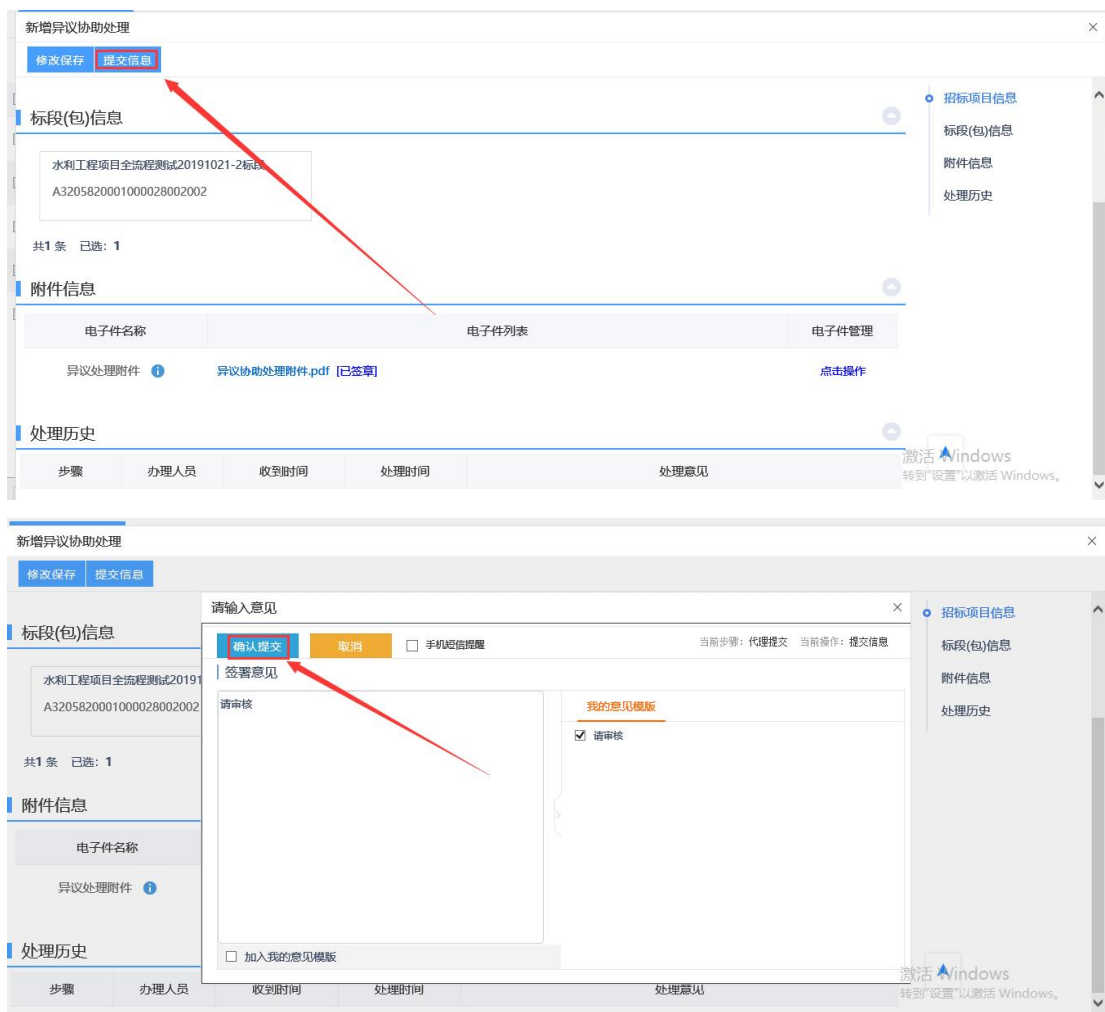 新增异议协助处理
修改保存 提交信息
招标项目信息
标段(包)信息
附件信息
处理历史
标段(包)信息
水利工程项目全流程测试20191021-2标段
A3205820001000028002002
共1 条 已选: 1
附件信息
电子件名称 电子件列表 电子件管理
异议处理附件 异议协助处理附件.pdf [已签章] 点击操作
处理历史
步骤 办理人员 收到时间 处理时间 处理意见
激活 Windows
转到"设置"以激活 Windows。
新增异议协助处理
修改保存 提交信息
招标项目信息
标段(包)信息
附件信息
处理历史
标段(包)信息
水利工程项目全流程测试20191
A3205820001000028002002
共1 条 已选: 1
附件信息
电子件名称
异议处理附件
处理历史
步骤 办理人员 收到时间 处理时间 处理意见
请输入意见
确认提交 取消 手机短信提醒 当前步骤: 代理提交 当前操作: 提交信息
签署意见
请审核
我的意见模版
请审核
加入我的意见模版
激活 Windows
转到"设置"以激活 Windows。